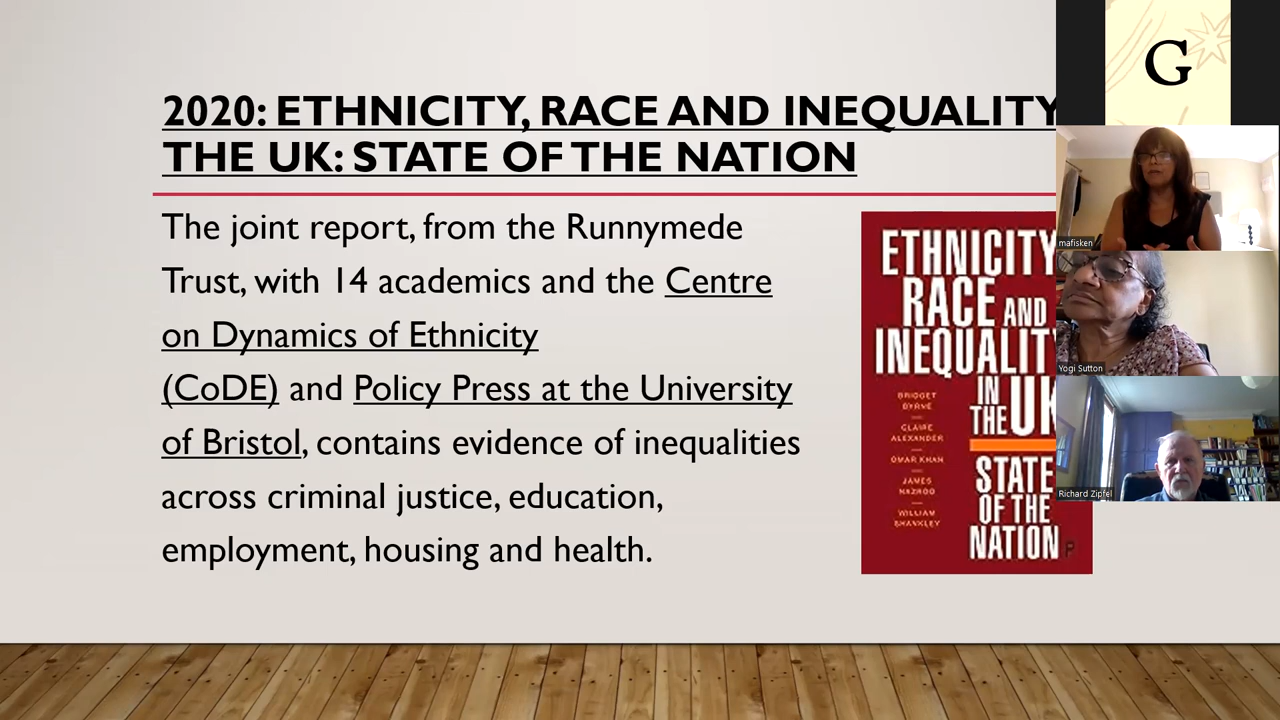 2020: ETHNICITY, RACE AND INEQUALITY
THE UK: STATE OF THE NATION
The joint report, from the Runnymede
Trust, with 14 academics and the Centre
on Dynamics of Ethnicity
(CoDE) and Policy Press at the University
of Bristol, contains evidence of inequalities
across criminal justice, education,
employment, housing and health.
ETHNICITY
RACE AND
INEQUALITY
IN
THE UK
STATE
OF THE
NATION
BRIDGET
BYRNE
CLAIRE
ALEXANDER
OMAR KHAN
JAMES
NAZROO
WILLIAM
SHANKLEY
P
G
mafisken
Yogi Sutton
Richard Zipfel